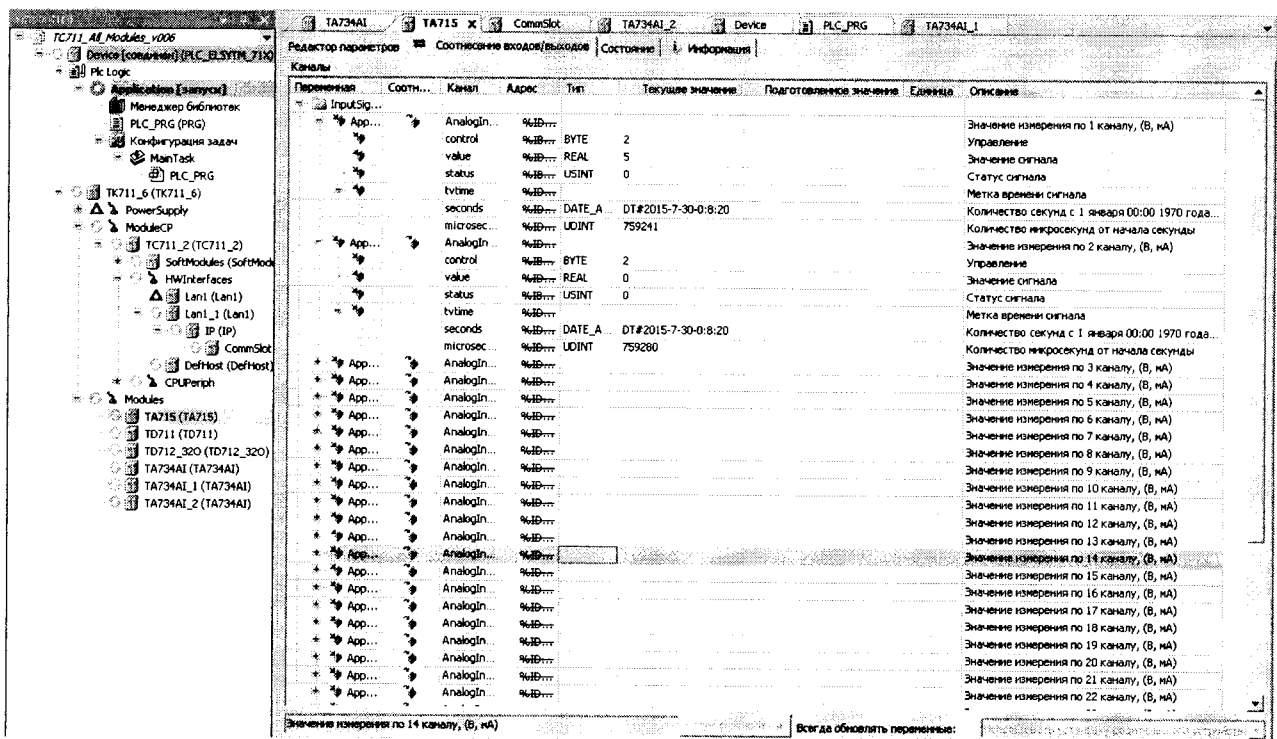 TC711_All_Modules_v006
Device [соединен] (PLC_ELSYTM_71X)
Plc Logic
Application [запуск]
Менеджер библиотек
PLC_PRG (PRG)
Конфигурация задач
MainTask
PLC_PRG
TK711_6 (TK711_6)
PowerSupply
ModuleCP
TC711_2 (TC711_2)
SoftModules (SoftMode
HWInterfaces
Lan1 (Lan1)
Lan1_1 (Lan1)
IP (IP)
CommSlot
DefHost (DefHost)
CPUPeriph
Modules
TA715 (TA715)
TD711 (TD711)
TD712_32O (TD712_32O)
TA734AI (TA734AI)
TA734AI_1 (TA734AI)
TA734AI_2 (TA734AI)
TA734AI TA715 x CommSlot TA734AI_2 Device PLC_PRG TA734AI_1
Редактор параметров Соотнесение входов/выходов Состояние Информация
Каналы
Переменная Соотн... Канал Адрес Тип Текущее значение Подготовленное значение Единица Описание
InputSig...
App... AnalogIn... %ID... Значение измерения по 1 каналу, (В, мА)
control %IB... BYTE 2 Управление
value %ID... REAL 5 Значение сигнала
status %IB... USINT 0 Статус сигнала
tvtime %ID... Метка времени сигнала
seconds %ID... DATE_A... DT#2015-7-30-0:8:20 Количество секунд с 1 января 00:00 1970 года...
microsec... %ID... UDINT 759241 Количество микросекунд от начала секунды
App... AnalogIn... %ID... Значение измерения по 2 каналу, (В, мА)
control %IB... BYTE 2 Управление
value %ID... REAL 0 Значение сигнала
status %IB... USINT 0 Статус сигнала
tvtime %ID... Метка времени сигнала
seconds %ID... DATE_A... DT#2015-7-30-0:8:20 Количество секунд с 1 января 00:00 1970 года...
microsec... %ID... UDINT 759280 Количество микросекунд от начала секунды
App... AnalogIn... %ID... Значение измерения по 3 каналу, (В, мА)
App... AnalogIn... %ID... Значение измерения по 4 каналу, (В, мА)
App... AnalogIn... %ID... Значение измерения по 5 каналу, (В, мА)
App... AnalogIn... %ID... Значение измерения по 6 каналу, (В, мА)
App... AnalogIn... %ID... Значение измерения по 7 каналу, (В, мА)
App... AnalogIn... %ID... Значение измерения по 8 каналу, (В, мА)
App... AnalogIn... %ID... Значение измерения по 9 каналу, (В, мА)
App... AnalogIn... %ID... Значение измерения по 10 каналу, (В, мА)
App... AnalogIn... %ID... Значение измерения по 11 каналу, (В, мА)
App... AnalogIn... %ID... Значение измерения по 12 каналу, (В, мА)
App... AnalogIn... %ID... Значение измерения по 13 каналу, (В, мА)
App... AnalogIn... %ID... Значение измерения по 14 каналу, (В, мА)
App... AnalogIn... %ID... Значение измерения по 15 каналу, (В, мА)
App... AnalogIn... %ID... Значение измерения по 16 каналу, (В, мА)
App... AnalogIn... %ID... Значение измерения по 17 каналу, (В, мА)
App... AnalogIn... %ID... Значение измерения по 18 каналу, (В, мА)
App... AnalogIn... %ID... Значение измерения по 19 каналу, (В, мА)
App... AnalogIn... %ID... Значение измерения по 20 каналу, (В, мА)
App... AnalogIn... %ID... Значение измерения по 21 каналу, (В, мА)
App... AnalogIn... %ID... Значение измерения по 22 каналу, (В, мА)
Значение измерения по 14 каналу, (В, мА) Всегда обновлять переменные: